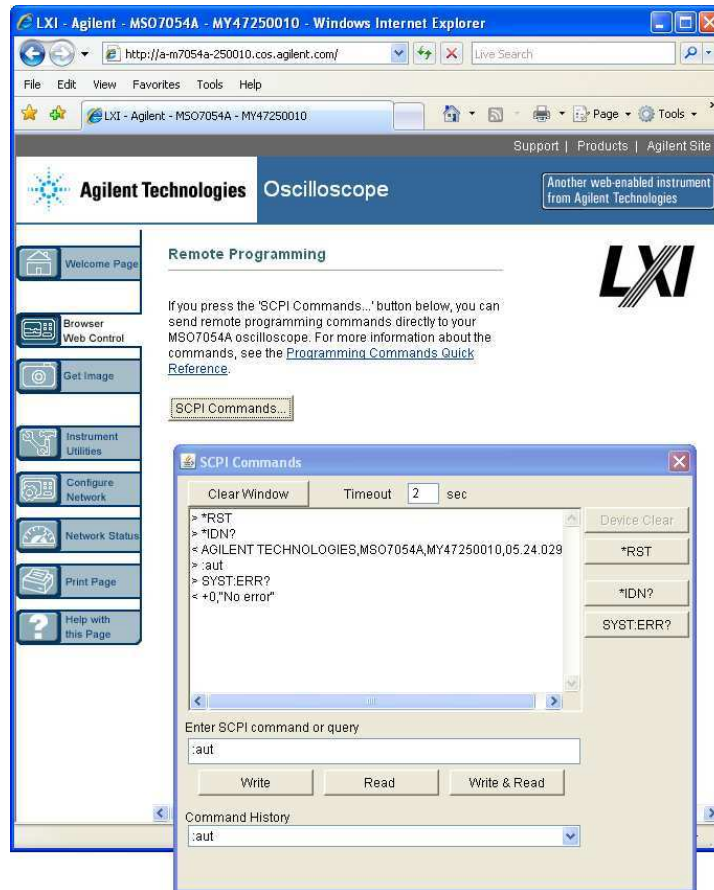 LXI - Agilent - MSO7054A - MY47250010 - Windows Internet Explorer
http://a-m7054a-250010.cos.agilent.com/
Live Search
File Edit View Favorites Tools Help
LXI - Agilent - MSO7054A - MY47250010
Page Tools
Support | Products | Agilent Site
Agilent Technologies
Oscilloscope
Another web-enabled instrument
from Agilent Technologies
Welcome Page
Browser
Web Control
Get Image
Instrument
Utilities
Configure
Network
Network Status
Print Page
Help with
this Page
Remote Programming
LXI
If you press the 'SCPI Commands...' button below, you can
send remote programming commands directly to your
MSO7054A oscilloscope. For more information about the
commands, see the Programming Commands Quick
Reference.
SCPI Commands...
SCPI Commands
Clear Window
Timeout 2 sec
> *RST
> *IDN?
< AGILENT TECHNOLOGIES,MSO7054A,MY47250010,05.24.029
> :aut
> SYST:ERR?
< +0,"No error"
Device Clear
*RST
*IDN?
SYST:ERR?
Enter SCPI command or query
:aut
Write
Read
Write & Read
Command History
:aut